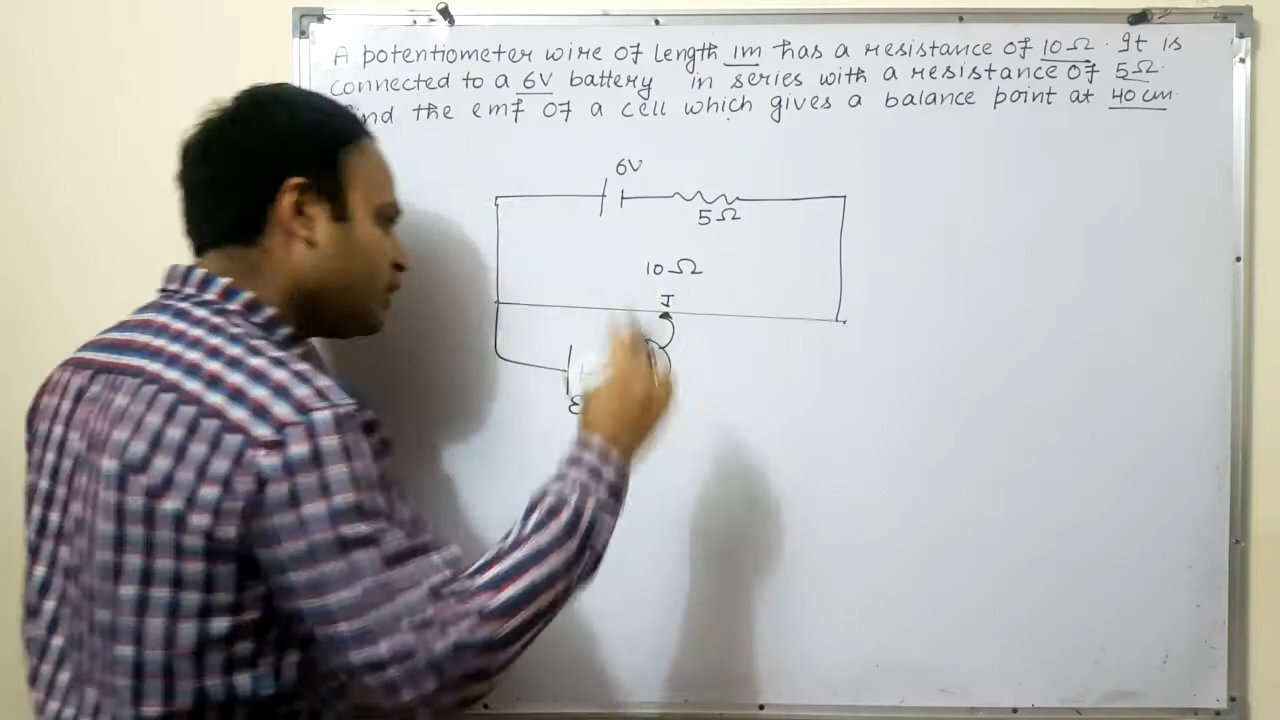 A potentiometer wire of length 1m has a resistance of 10Ω. It is
connected to a 6V battery in series with a resistance of 5Ω.
the emf of a cell which gives a balance point at 40 cm.
6V
5Ω
10Ω
J
ε